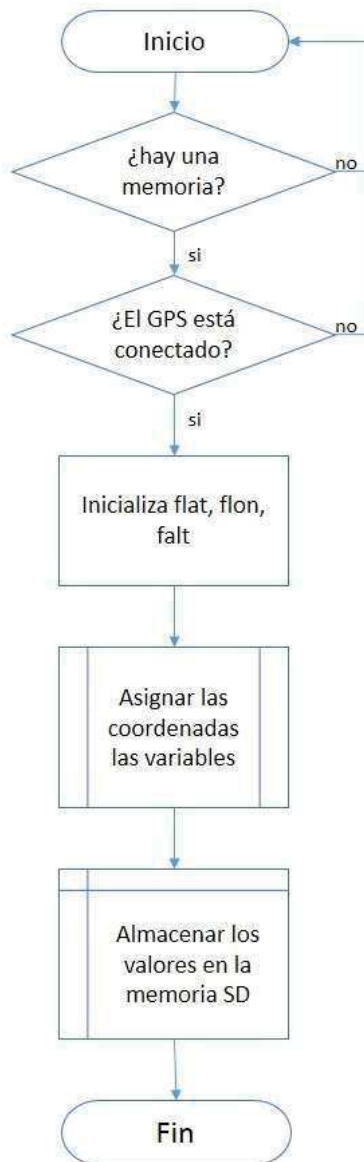 Inicio
¿hay una
memoria?
no
si
¿El GPS está
conectado?
no
si
Inicializa flat, flon,
falt
Asignar las
coordenadas
las variables
Almacenar los
valores en la
memoria SD
Fin